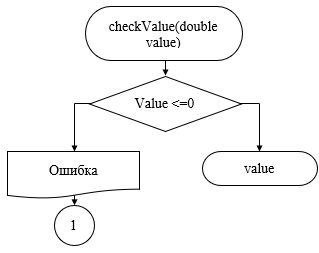 checkValue(double
value)
Value <=0
Ошибка
value
1